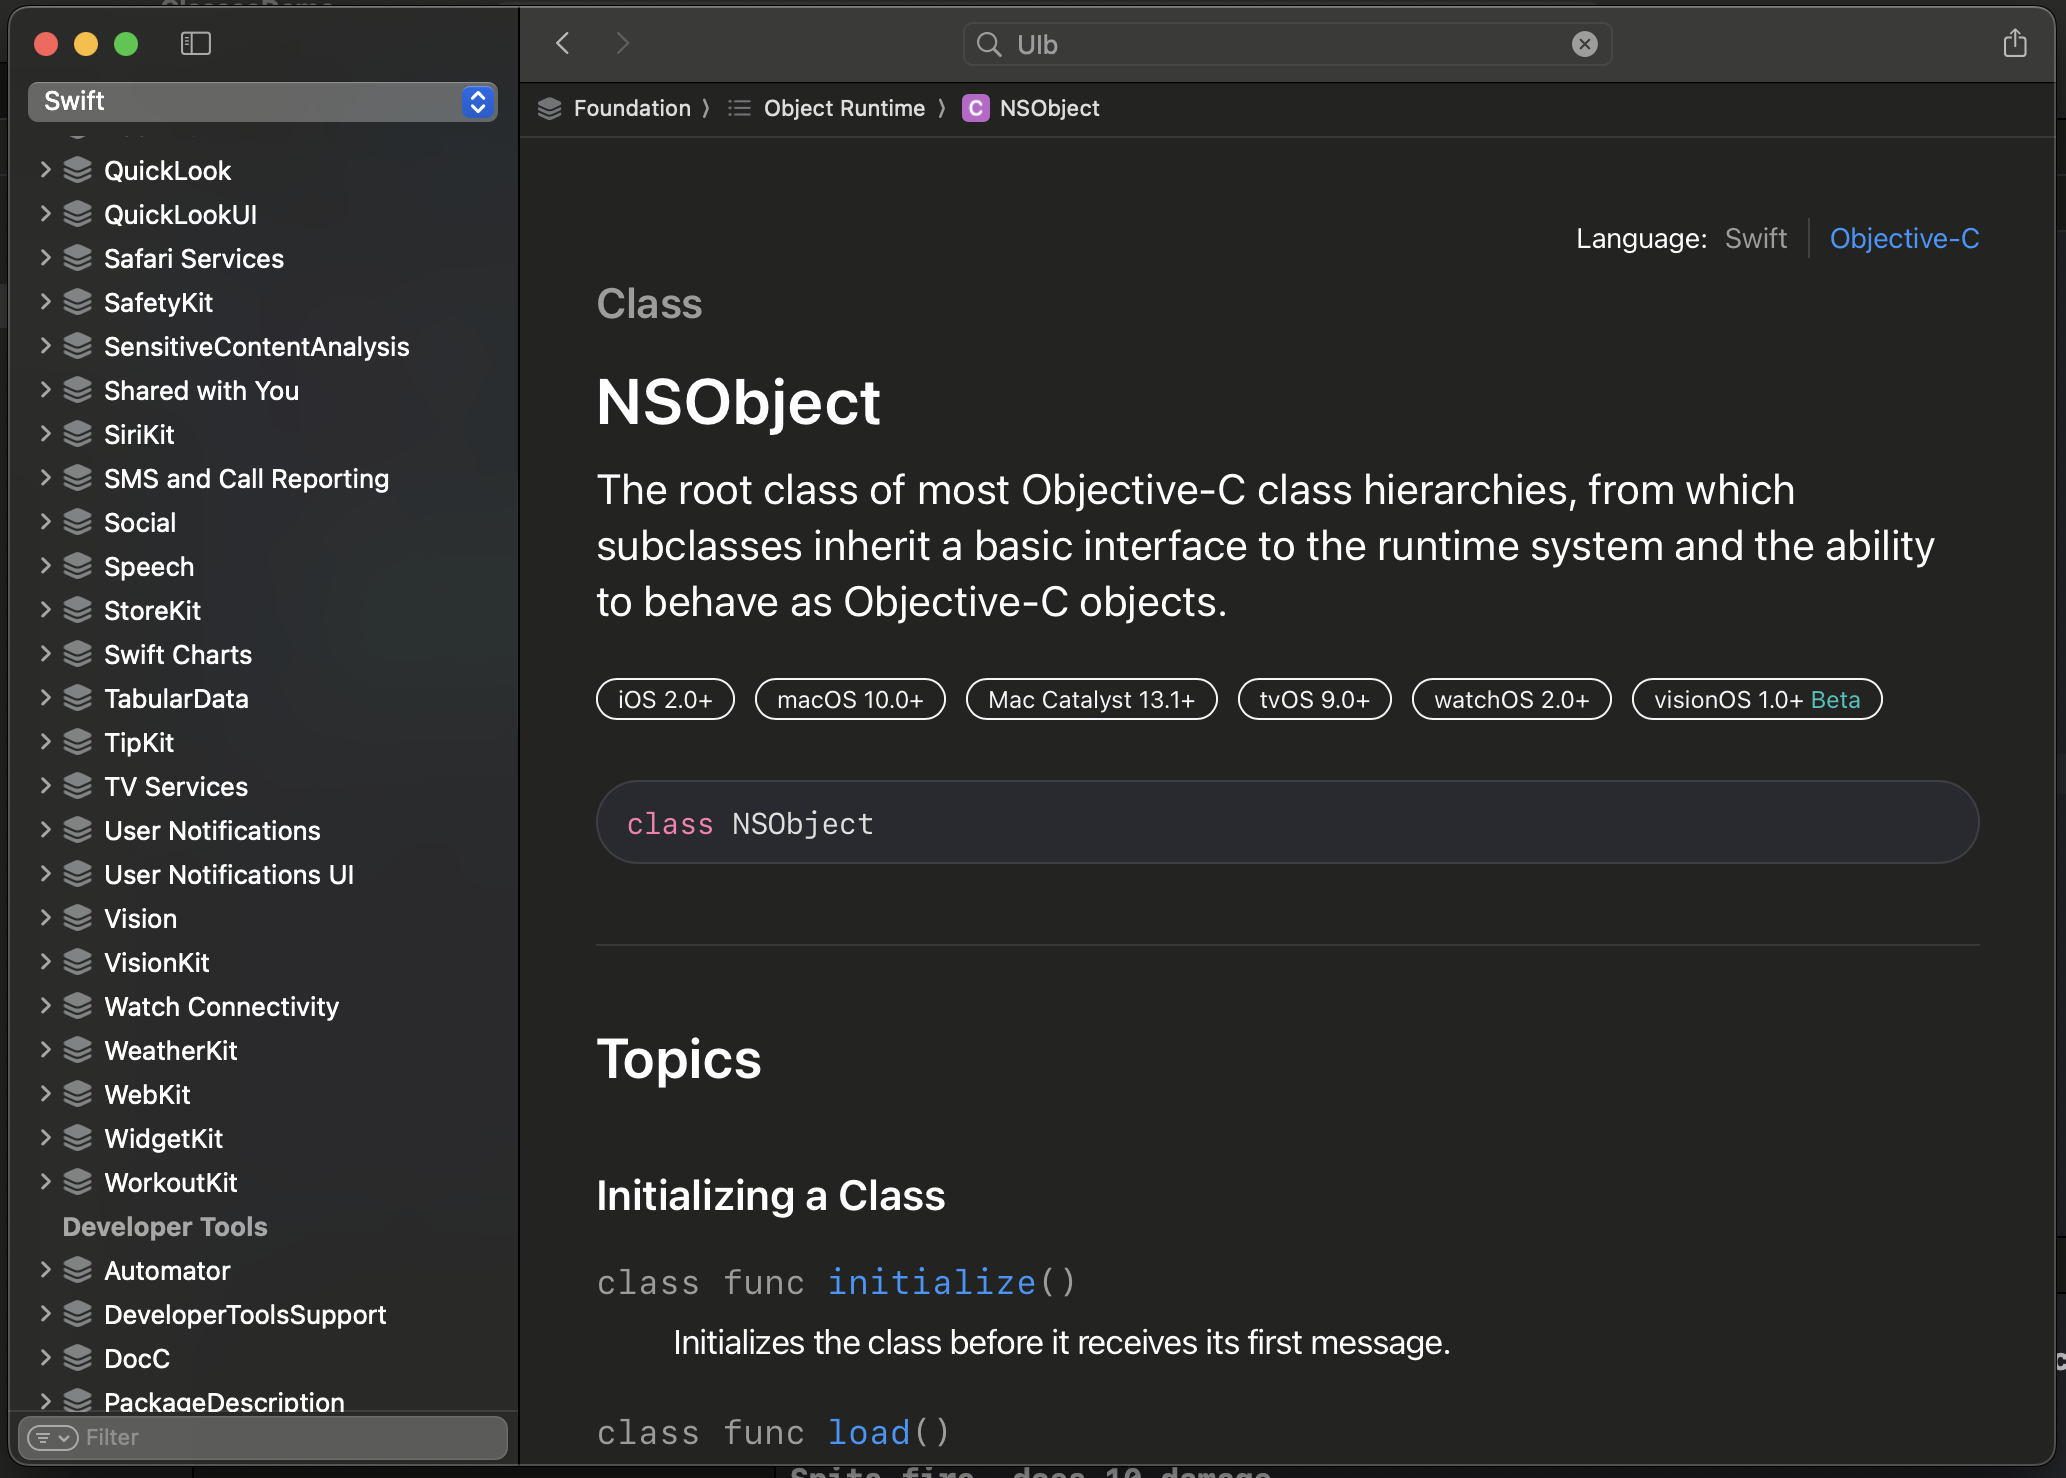 Swift
QuickLook
QuickLookUI
Safari Services
SafetyKit
SensitiveContentAnalysis
Shared with You
SiriKit
SMS and Call Reporting
Social
Speech
StoreKit
Swift Charts
TabularData
TipKit
TV Services
User Notifications
User Notifications UI
Vision
VisionKit
Watch Connectivity
WeatherKit
WebKit
WidgetKit
WorkoutKit
Developer Tools
Automator
DeveloperToolsSupport
DocC
PackageDescription
Filter
UIb
Foundation 〉 Object Runtime 〉 C NSObject
Language: Swift Objective-C
Class
NSObject
The root class of most Objective-C class hierarchies, from which
subclasses inherit a basic interface to the runtime system and the ability
to behave as Objective-C objects.
iOS 2.0+ macOS 10.0+ Mac Catalyst 13.1+ tvOS 9.0+ watchOS 2.0+ visionOS 1.0+ Beta
class NSObject
Topics
Initializing a Class
class func initialize()
Initializes the class before it receives its first message.
class func load()